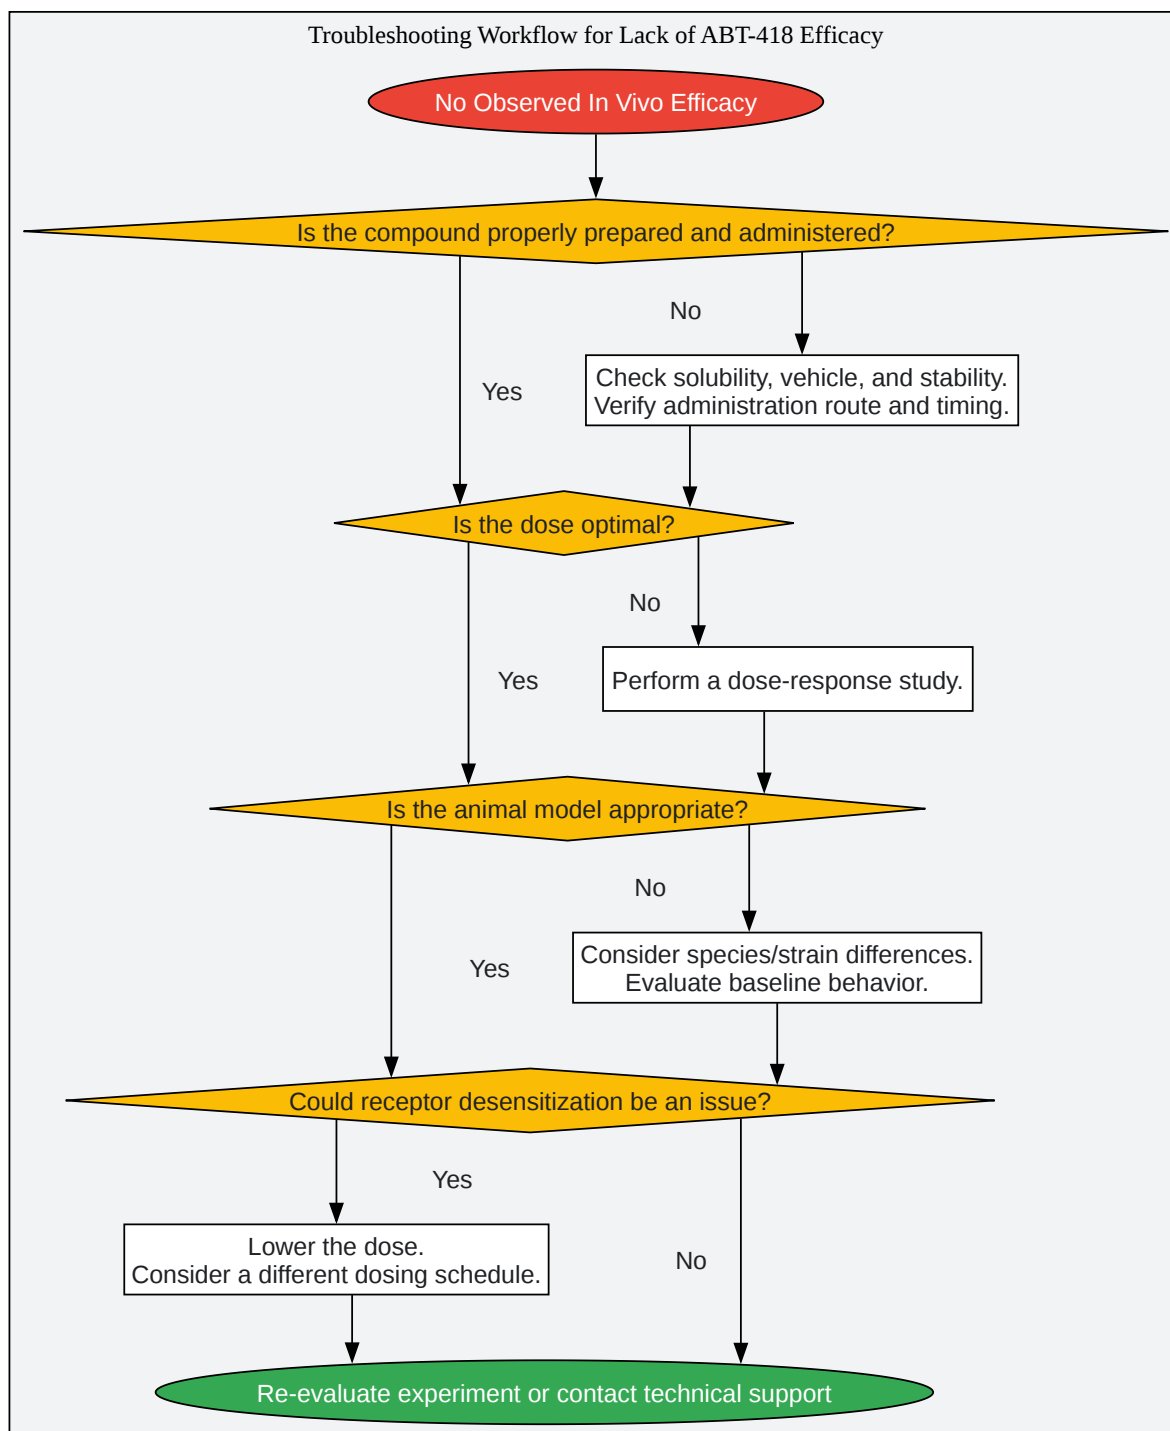 Troubleshooting Workflow for Lack of ABT-418 Efficacy
No Observed In Vivo Efficacy
Is the compound properly prepared and administered?
No
Check solubility, vehicle, and stability.
Verify administration route and timing.
Yes
Is the dose optimal?
No
Perform a dose-response study.
Yes
Is the animal model appropriate?
No
Consider species/strain differences.
Evaluate baseline behavior.
Yes
Could receptor desensitization be an issue?
Yes
Lower the dose.
Consider a different dosing schedule.
No
Re-evaluate experiment or contact technical support